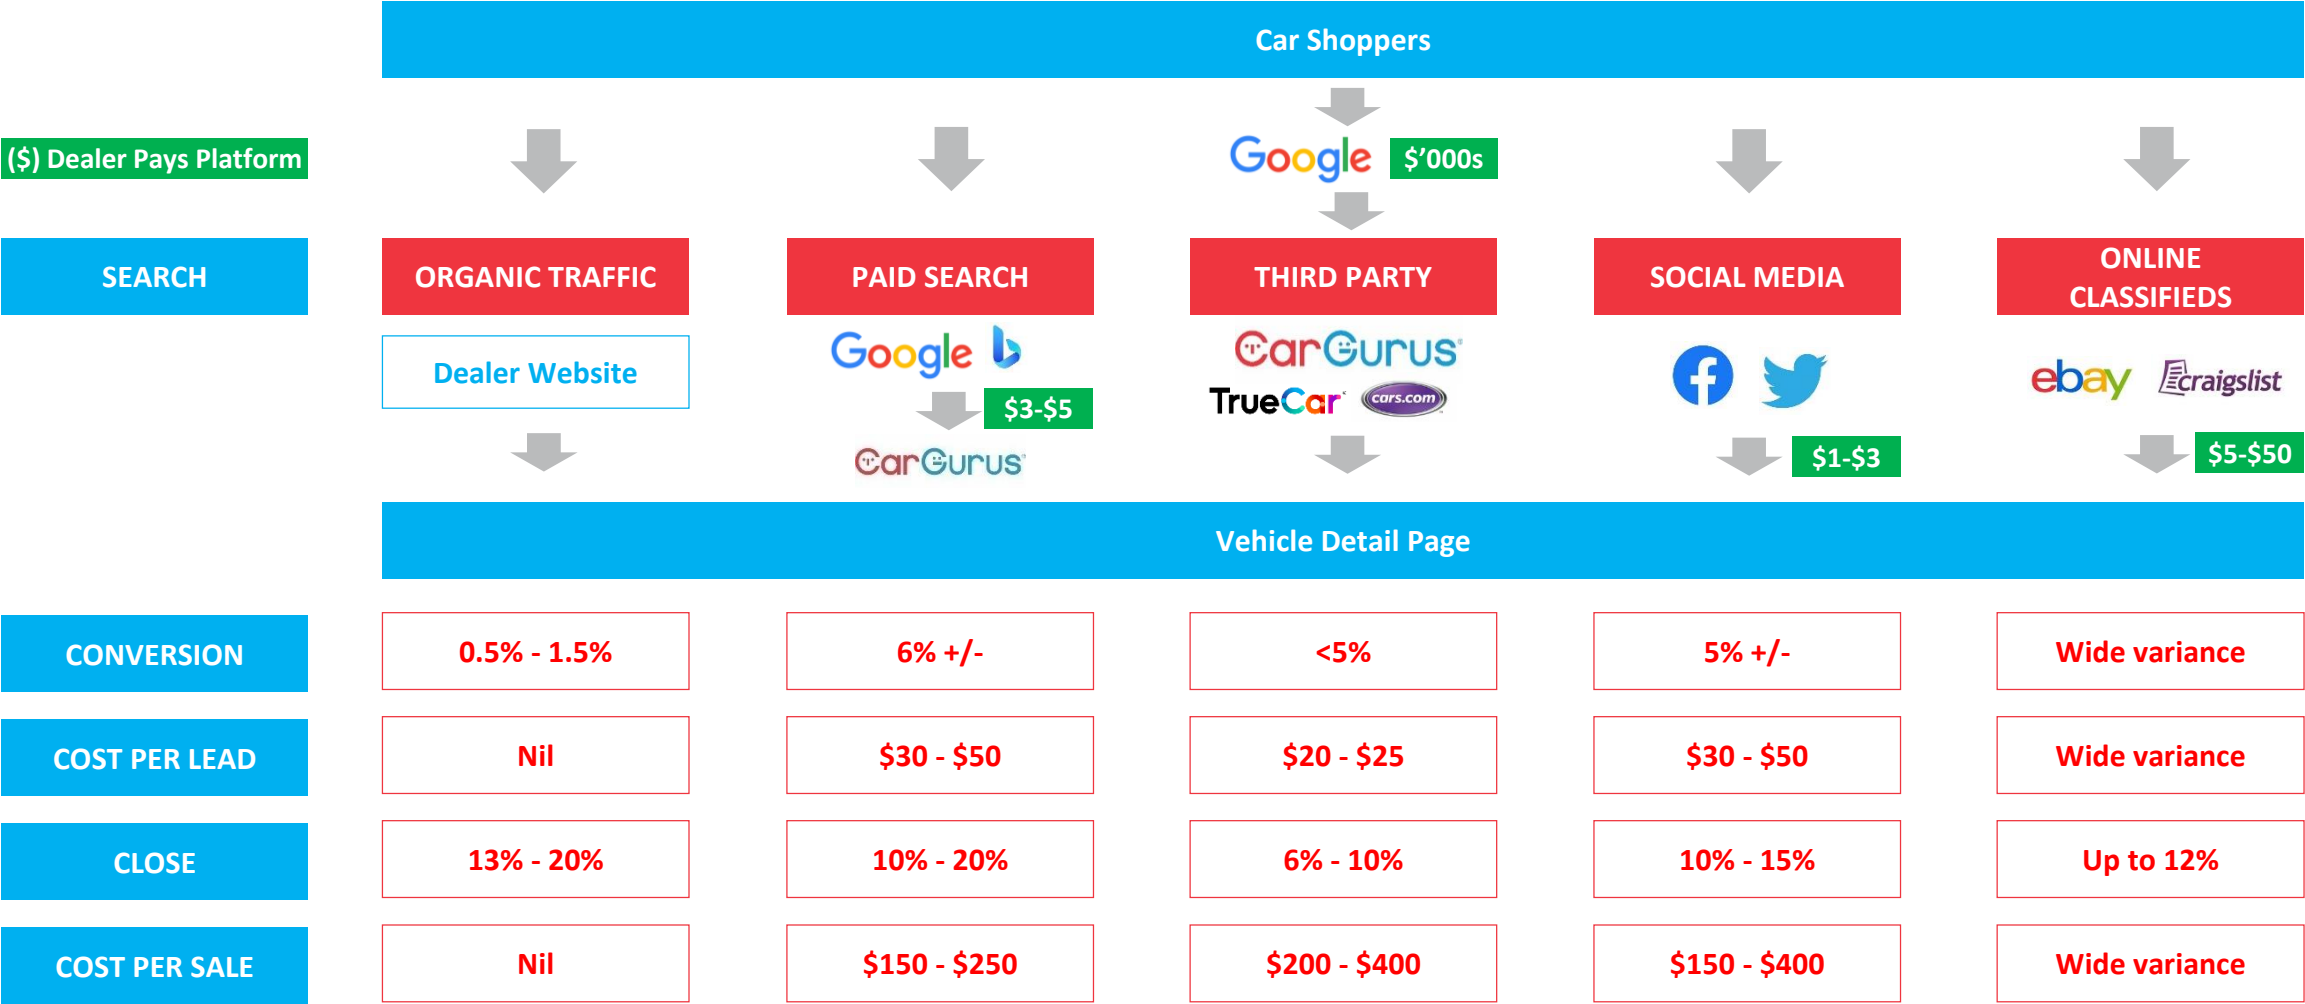 Car Shoppers
($) Dealer Pays Platform
Google
$’000s
SEARCH
ORGANIC TRAFFIC
PAID SEARCH
THIRD PARTY
SOCIAL MEDIA
ONLINE
CLASSIFIEDS
Dealer Website
Google
$3-$5
CarGurus
CarGurus
TrueCar
cars.com
$1-$3
ebay
craigslist
$5-$50
Vehicle Detail Page
CONVERSION
0.5% - 1.5%
6% +/-
<5%
5% +/-
Wide variance
COST PER LEAD
Nil
$30 - $50
$20 - $25
$30 - $50
Wide variance
CLOSE
13% - 20%
10% - 20%
6% - 10%
10% - 15%
Up to 12%
COST PER SALE
Nil
$150 - $250
$200 - $400
$150 - $400
Wide variance